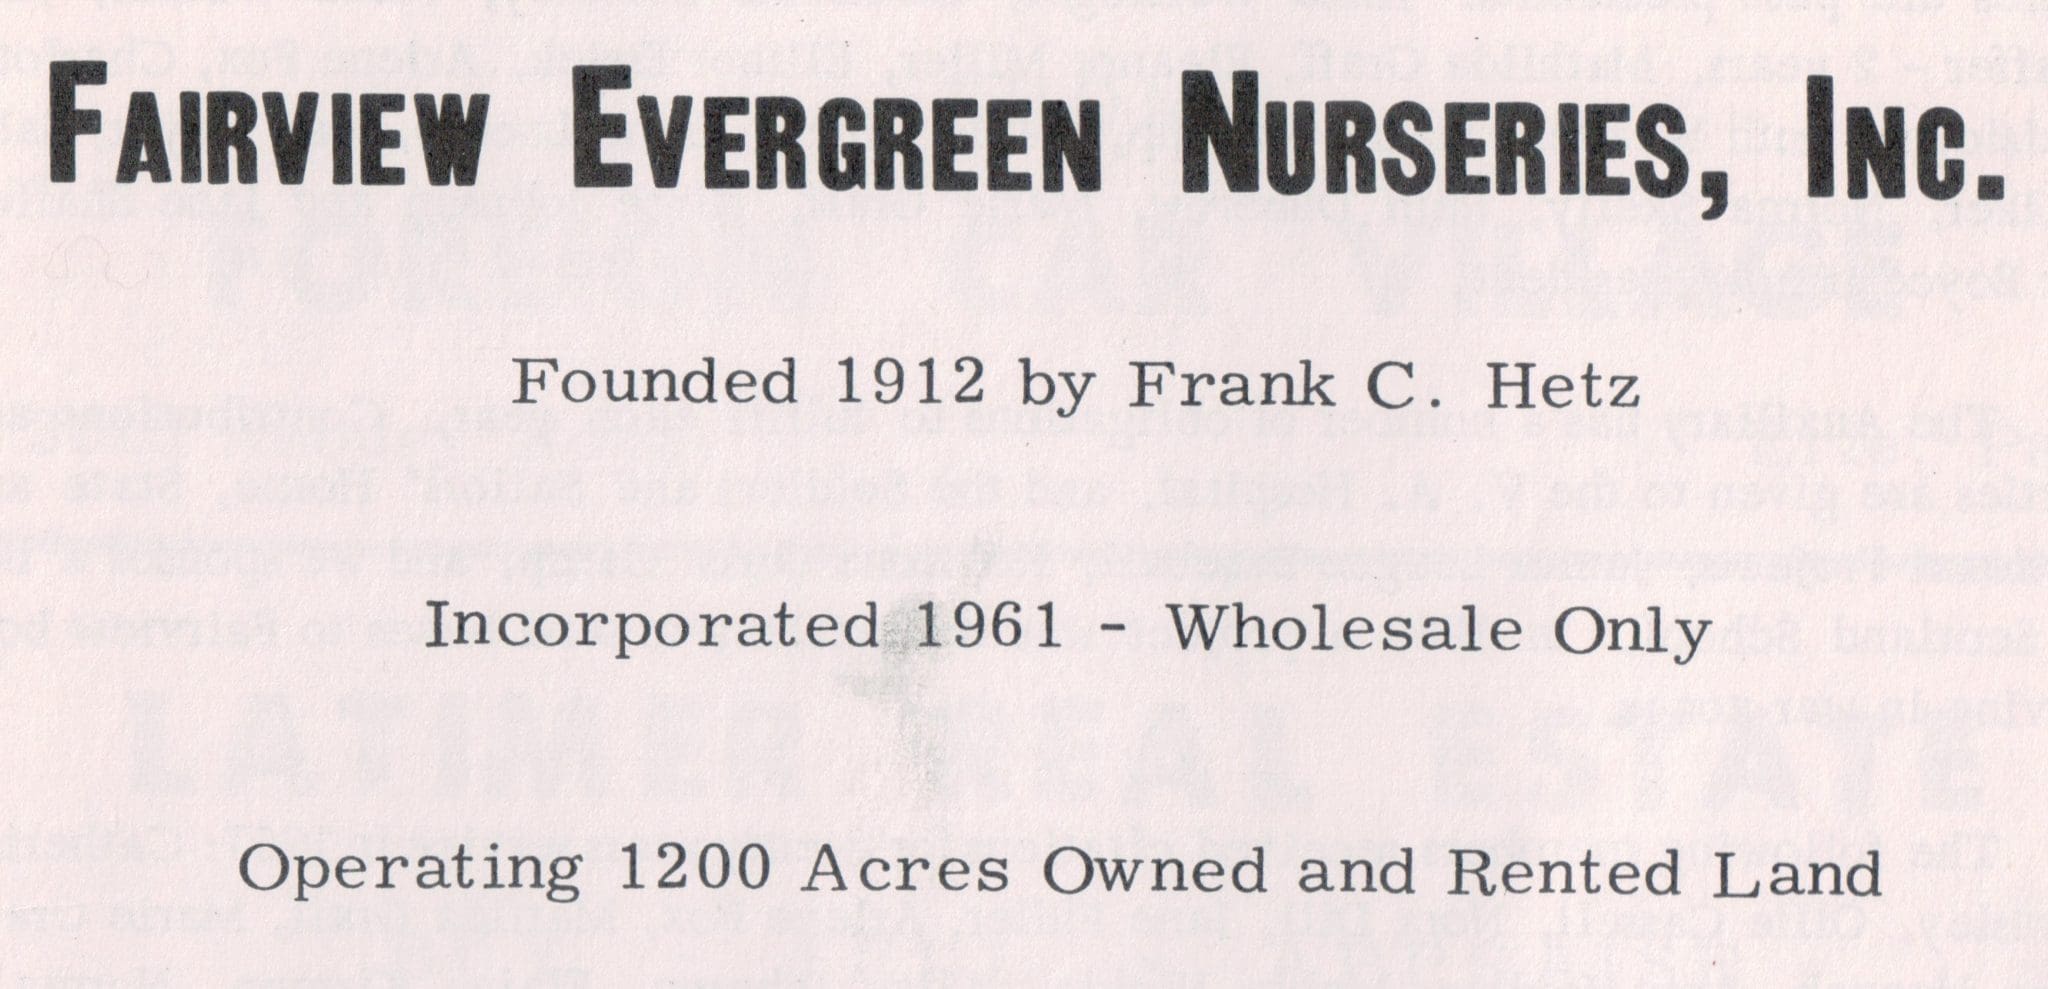 FAIRVIEW EVERGREEN NURSERIES, INC.
Founded 1912 by Frank C. Hetz
Incorporated 1961 - Wholesale Only
Operating 1200 Acres Owned and Rented Land